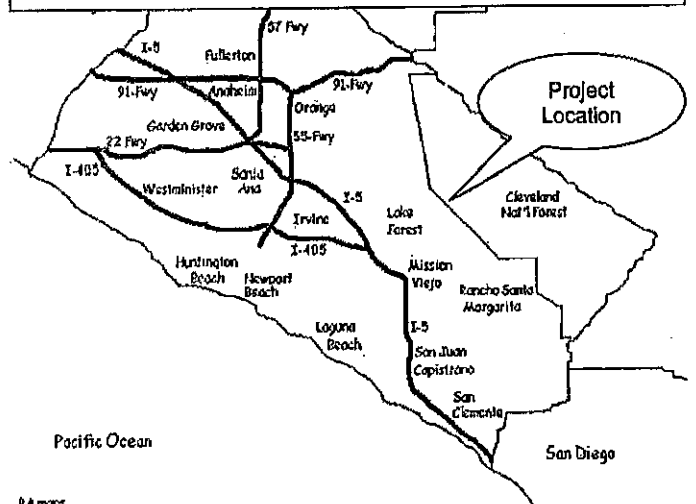 57 Fwy
I-5
Fullerton
91-Fwy
Anaheim
91-Fwy
Orange
Project
Location
Garden Grove
22 Fwy
55-Fwy
I-405
Westminister
Santa
Ana
I-5
Irvine
Lake
Forest
Cleveland
Nat'l Forest
I-405
Huntington
Beach
Newport
Beach
Mission
Viejo
Rancho Santa
Margarita
Laguna
Beach
I-5
San Juan
Capistrano
San
Clemente
Pacific Ocean
San Diego